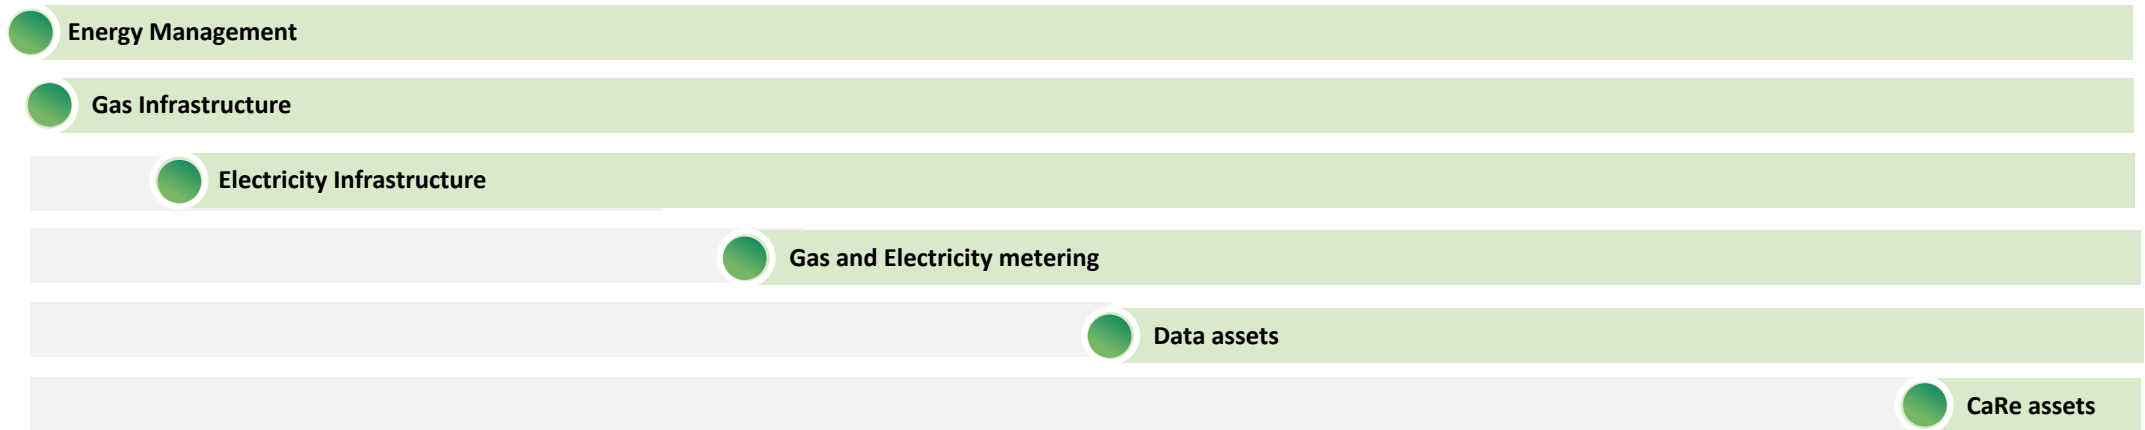 Energy Management
Gas Infrastructure
Electricity Infrastructure
Gas and Electricity metering
Data assets
CaRe assets